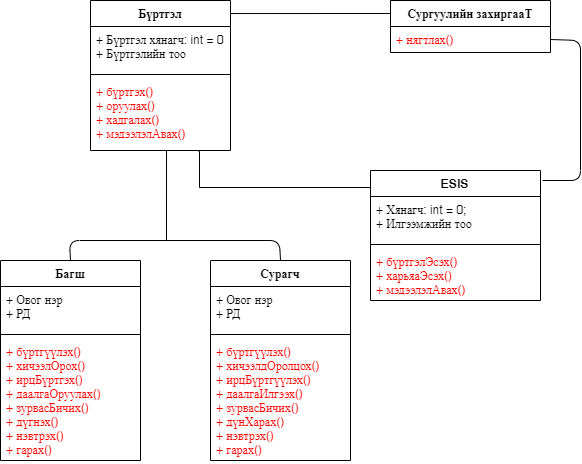 Бүртгэл
+ Бүртгэл хянагч: int = 0
+ Бүртгэлийн тоо
+ бүртгэх()
+ оруулах()
+ хадгалах()
+ мэдээлэлАвах()
Сургуулийн захиргааТ
+ нягтлах()
ESIS
+ Хянагч: int = 0;
+ Илгээмжийн тоо
+ бүртгэлЭсэх()
+ харьяаЭсэх()
+ мэдээлэлАвах()
Багш
+ Овог нэр
+ РД
+ бүртгүүлэх()
+ хичээлОрох()
+ ирцБүртгэх()
+ даалгаОруулах()
+ зурвасБичих()
+ дүгнэх()
+ нэвтрэх()
+ гарах()
Сурагч
+ Овог нэр
+ РД
+ бүртгүүлэх()
+ хичээлдОролцох()
+ ирцБүртгүүлэх()
+ даалгаИлгээх()
+ зурвасБичих()
+ дүнХарах()
+ нэвтрэх()
+ гарах()